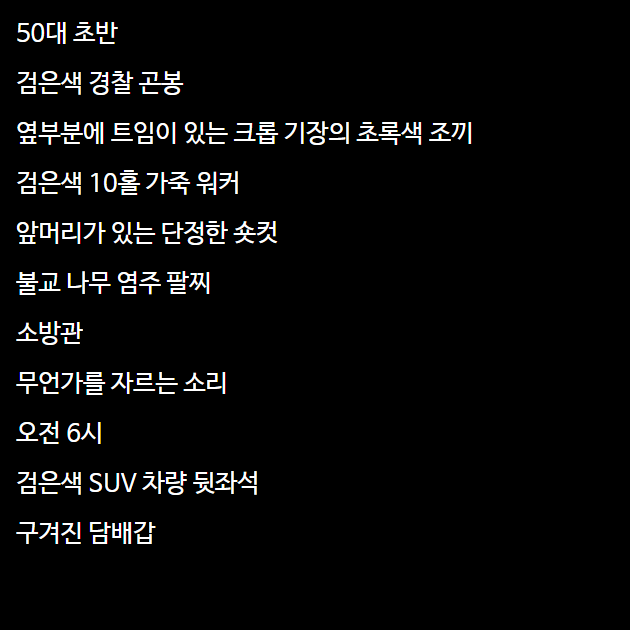 50대 초반
검은색 경찰 곤봉
옆부분에 트임이 있는 크롭 기장의 초록색 조끼
검은색 10홀 가죽 워커
앞머리가 있는 단정한 숏컷
불교 나무 염주 팔찌
소방관
무언가를 자르는 소리
오전 6시
검은색 SUV 차량 뒷좌석
구겨진 담배갑